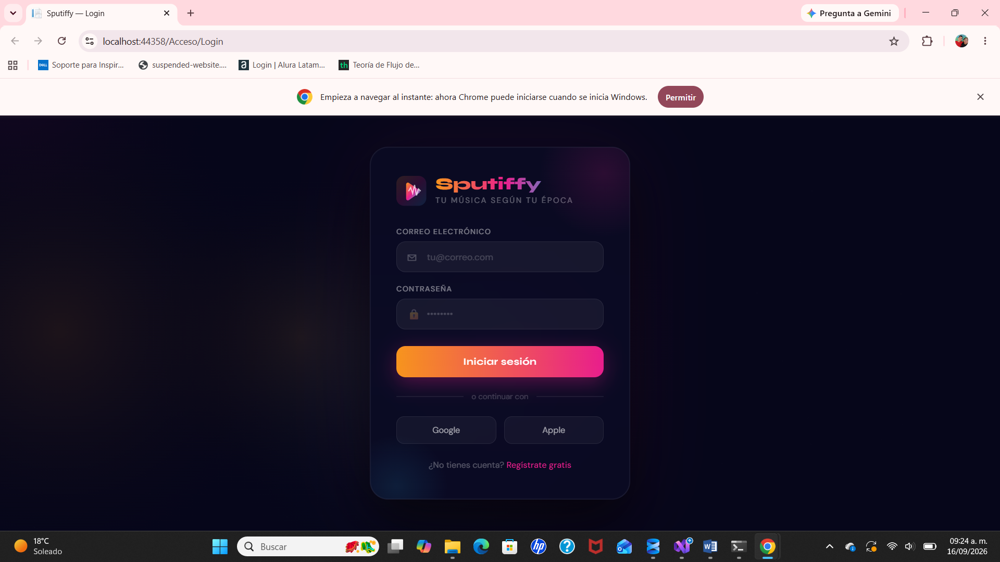 Sputiffy — Login
Pregunta a Gemini
localhost:44358/Acceso/Login
DELL Soporte para Inspir...
suspended-website....
a Login | Alura Latam...
th Teoría de Flujo de...
Empieza a navegar al instante: ahora Chrome puede iniciarse cuando se inicia Windows.
Permitir
Sputiffy
TU MÚSICA SEGÚN TU ÉPOCA
CORREO ELECTRÓNICO
tu@correo.com
CONTRASEÑA
••••••••
Iniciar sesión
o continuar con
Google
Apple
¿No tienes cuenta? Regístrate gratis
18°C
Soleado
Buscar
hp
09:24 a. m.
16/09/2026